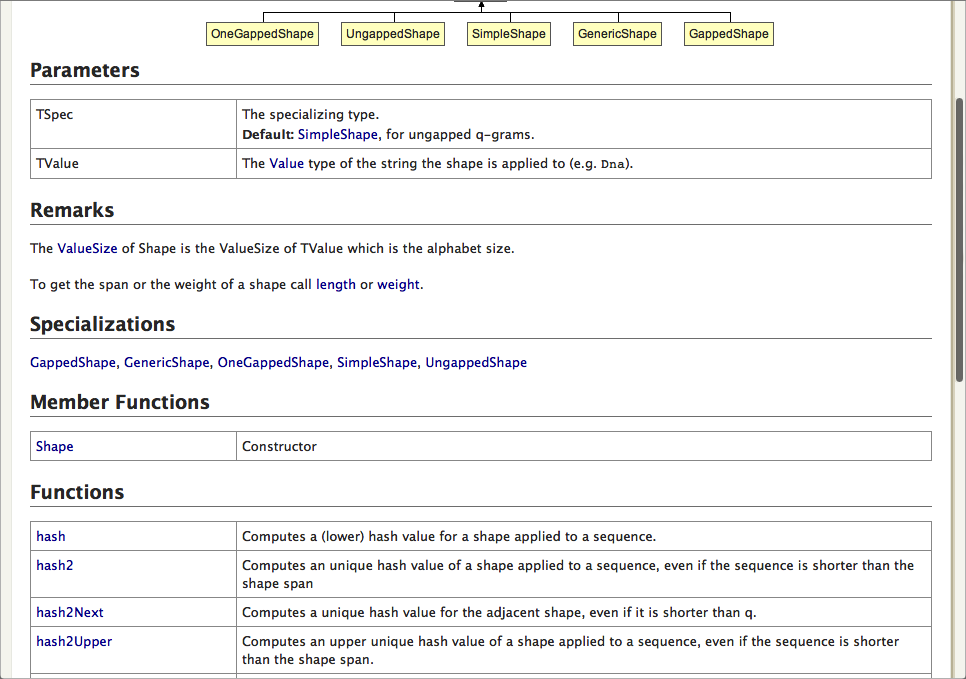 OneGappedShape UngappedShape SimpleShape GenericShape GappedShape
Parameters
TSpec The specializing type.
Default: SimpleShape, for ungapped q-grams.
TValue The Value type of the string the shape is applied to (e.g. Dna).
Remarks
The ValueSize of Shape is the ValueSize of TValue which is the alphabet size.
To get the span or the weight of a shape call length or weight.
Specializations
GappedShape, GenericShape, OneGappedShape, SimpleShape, UngappedShape
Member Functions
Shape Constructor
Functions
hash Computes a (lower) hash value for a shape applied to a sequence.
hash2 Computes an unique hash value of a shape applied to a sequence, even if the sequence is shorter than the
shape span
hash2Next Computes a unique hash value for the adjacent shape, even if it is shorter than q.
hash2Upper Computes an upper unique hash value of a shape applied to a sequence, even if the sequence is shorter
than the shape span.